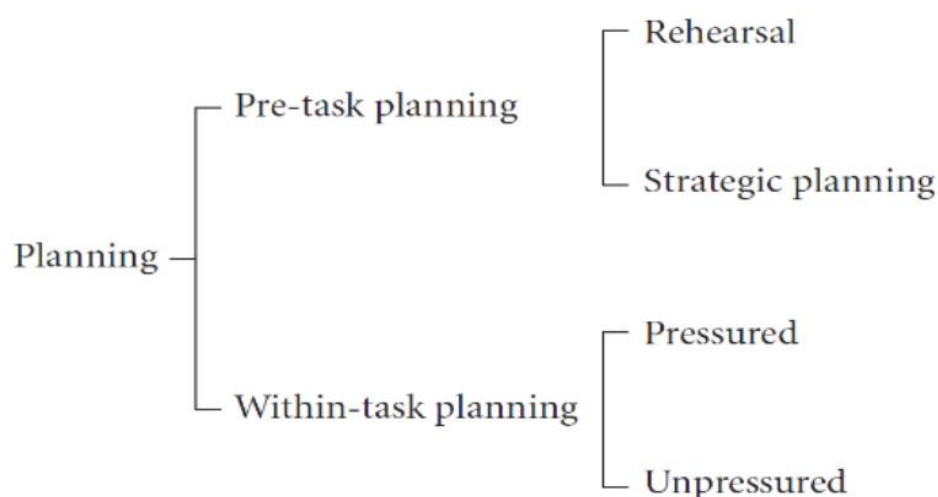 Rehearsal
Pre-task planning
Strategic planning
Planning
Pressured
Within-task planning
Unpressured